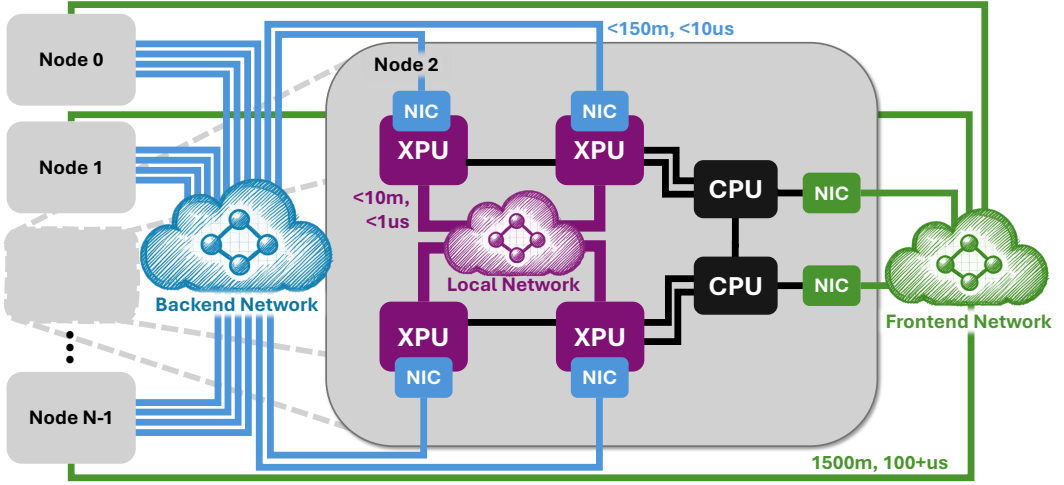 Node 0
<150m, <10us
Node 2
NIC
NIC
XPU
XPU
Node 1
CPU
NIC
<10m,
<1us
Local Network
Backend Network
CPU
NIC
Frontend Network
XPU
XPU
NIC
NIC
Node N-1
1500m, 100+us